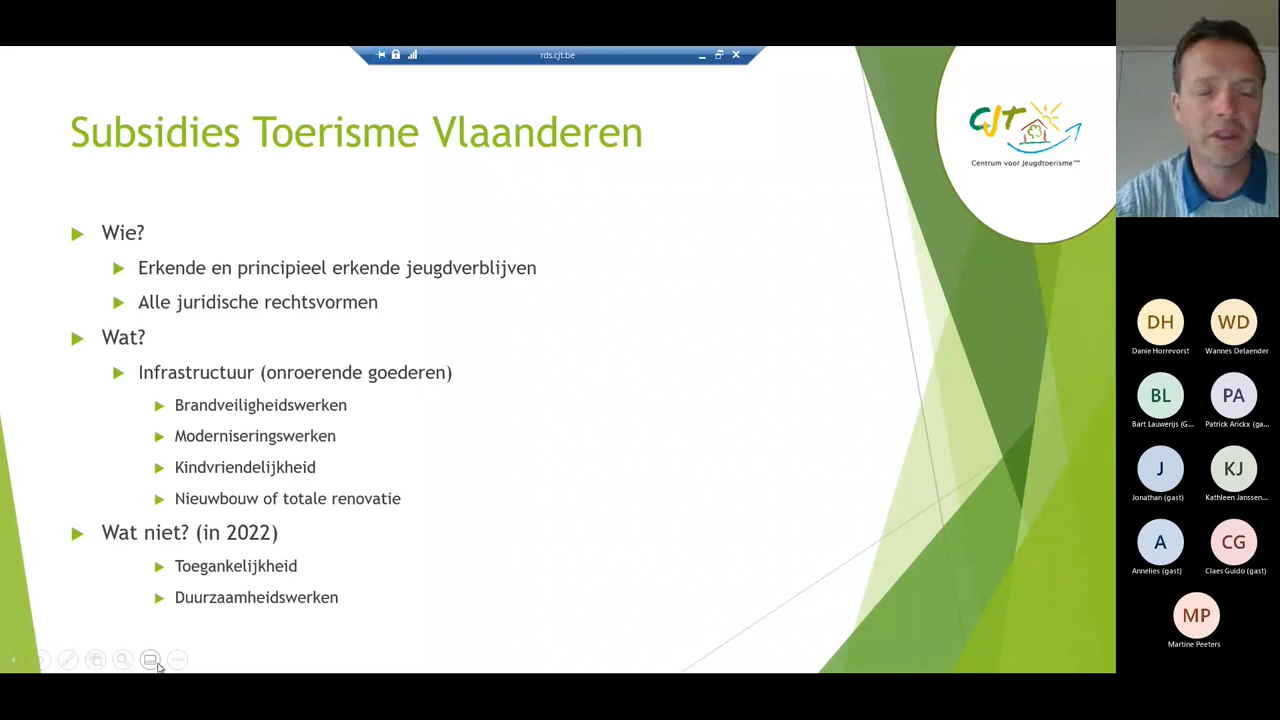 rds.cjt.be
Subsidies Toerisme Vlaanderen
CJT
Centrum voor Jeugdtoerisme
Wie?
Erkende en principieel erkende jeugdverblijven
Alle juridische rechtsvormen
Wat?
Infrastructuur (onroerende goederen)
Brandveiligheidswerken
Moderniseringswerken
Kindvriendelijkheid
Nieuwbouw of totale renovatie
Wat niet? (in 2022)
Toegankelijkheid
Duurzaamheidswerken
DH WD
Danie Horrevorst Wannes Delaender
BL PA
Bart Lauwerijs (G... Patrick Arickx (ga...
J KJ
Jonathan (gast) Kathleen Janssen...
A CG
Annelies (gast) Claes Guido (gast)
MP
Martine Peeters